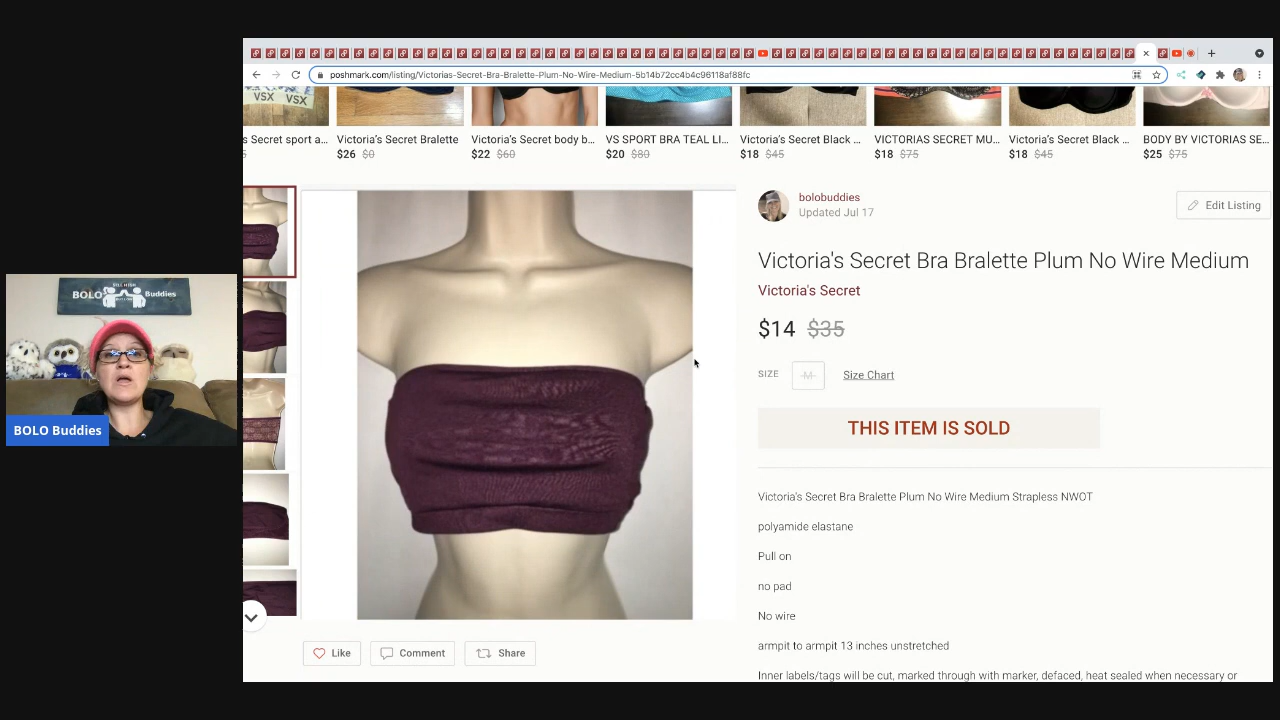 poshmark.com/listing/Victorias-Secret-Bra-Bralette-Plum-No-Wire-Medium-5b14b72cc4b4c96118af88fc
VSX VSX
s Secret sport a...
Victoria's Secret Bralette
$26 $0
Victoria's Secret body b...
$22 $60
VS SPORT BRA TEAL LI...
$20 $80
Victoria's Secret Black ...
$18 $45
VICTORIAS SECRET MU...
$18 $75
Victoria's Secret Black ...
$18 $45
BODY BY VICTORIAS SE...
$25 $75
bolobuddies
Updated Jul 17
Edit Listing
Victoria's Secret Bra Bralette Plum No Wire Medium
Victoria's Secret
$14 $35
SIZE M Size Chart
THIS ITEM IS SOLD
Victoria's Secret Bra Bralette Plum No Wire Medium Strapless NWOT
polyamide elastane
Pull on
no pad
No wire
armpit to armpit 13 inches unstretched
Inner labels/tags will be cut, marked through with marker, defaced, heat sealed when necessary or
Like
Comment
Share
BOLO Buddies
BOLO Buddies